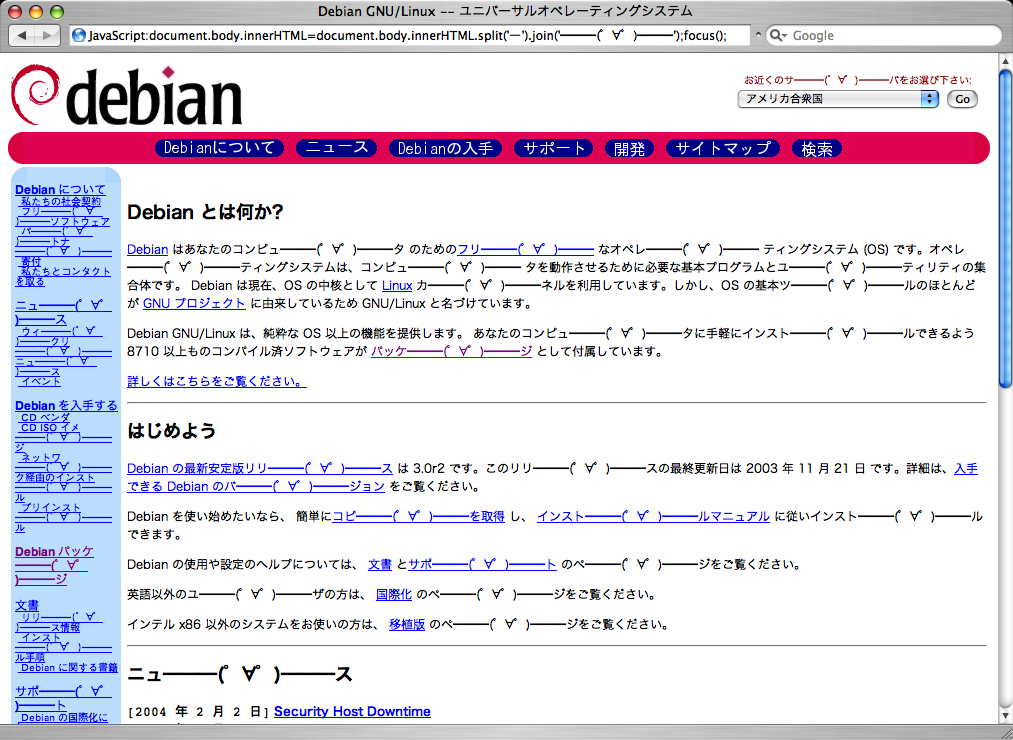 Debian GNU/Linux -- ユニバーサルオペレーティングシステム
JavaScript:document.body.innerHTML=document.body.innerHTML.split('ー').join('━━━(゜∀゜)━━━');focus();
Google
debian
お近くのサ━━━(゜∀゜)━━━バをお選び下さい:
アメリカ合衆国
Go
Debianについて ニュース Debianの入手 サポート 開発 サイトマップ 検索
Debian について
私たちの社会契約
フリ━━━(゜∀゜
)━━━ソフトウェア
パ━━━(゜∀゜
)━━━トナ
━━━(゜∀゜)━━━
寄付
私たちとコンタクト
を取る
ニュ━━━(゜∀゜
)━━━ス
ウィ━━━(゜∀゜
)━━━クリ
━━━(゜∀゜)━━━
ニュ━━━(゜∀゜
)━━━ス
イベント
Debian を入手する
CD ベンダ
CD ISO イメ
━━━(゜∀゜)━━━
ジ
ネットワ
━━━(゜∀゜)━━━
ク経由のインスト
━━━(゜∀゜)━━━
ル
プリインスト
━━━(゜∀゜)━━━
ル
Debian パッケ
━━━(゜∀゜
)━━━ジ
文書
リリ━━━(゜∀゜
)━━━ス情報
インスト
━━━(゜∀゜)━━━
ル手順
Debian に関する書籍
サポ━━━(゜∀゜
)━━━ト
Debian の国際化に
Debian とは何か?
Debian はあなたのコンピュ━━━(゜∀゜)━━━タ のためのフリ━━━(゜∀゜)━━━ なオペレ━━━(゜∀゜)━━━ ティングシステム (OS) です。オペレ
━━━(゜∀゜)━━━ティングシステムは、コンピュ━━━(゜∀゜)━━━ タを動作させるために必要な基本プログラムとユ━━━(゜∀゜)━━━ティリティの集
合体です。 Debian は現在、OS の中核として Linux カ━━━(゜∀゜)━━━ネルを利用しています。しかし、OS の基本ツ━━━(゜∀゜)━━━ルのほとんど
が GNU プロジェクト に由来しているため GNU/Linux と名づけています。
Debian GNU/Linux は、純粋な OS 以上の機能を提供します。 あなたのコンピュ━━━(゜∀゜)━━━タに手軽にインスト━━━(゜∀゜)━━━ルできるよう
8710 以上ものコンパイル済ソフトウェアが パッケ━━━(゜∀゜)━━━ジ として付属しています。
詳しくはこちらをご覧ください。
はじめよう
Debian の最新安定版リリ━━━(゜∀゜)━━━ス は 3.0r2 です。このリリ━━━(゜∀゜)━━━スの最終更新日は 2003 年 11 月 21 日 です。詳細は、入手
できる Debian のバ━━━(゜∀゜)━━━ジョン をご覧ください。
Debian を使い始めたいなら、 簡単にコピ━━━(゜∀゜)━━━を取得 し、 インスト━━━(゜∀゜)━━━ルマニュアル に従いインスト━━━(゜∀゜)━━━ル
できます。
Debian の使用や設定のヘルプについては、 文書 とサポ━━━(゜∀゜)━━━ト のペ━━━(゜∀゜)━━━ジをご覧ください。
英語以外のユ━━━(゜∀゜)━━━ザの方は、 国際化 のペ━━━(゜∀゜)━━━ジをご覧ください。
インテル x86 以外のシステムをお使いの方は、 移植版 のペ━━━(゜∀゜)━━━ジをご覧ください。
ニュ━━━(゜∀゜)━━━ス
[2004 年 2 月 2 日] Security Host Downtime